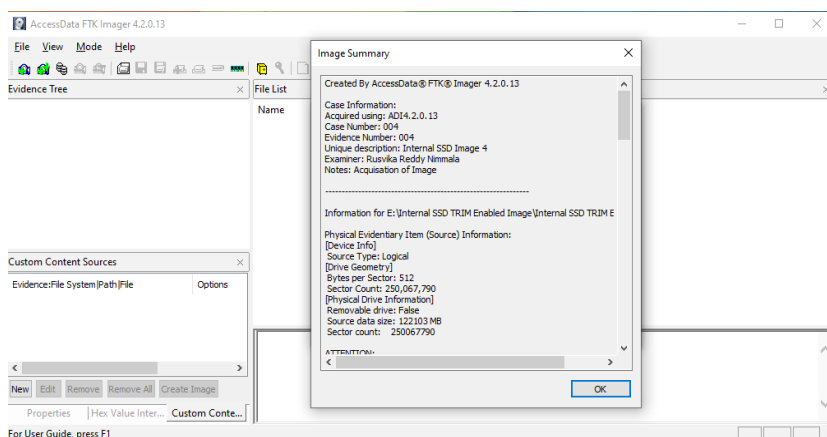 AccessData FTK Imager 4.2.0.13
File View Mode Help
Evidence Tree
File List
Name
Custom Content Sources
Evidence:File System|Path|File Options
New Edit Remove Remove All Create Image
Properties Hex Value Inter... Custom Conte...
For User Guide, press F1
Image Summary
Created By AccessData® FTK® Imager 4.2.0.13
Case Information:
Acquired using: ADI4.2.0.13
Case Number: 004
Evidence Number: 004
Unique description: Internal SSD Image 4
Examiner: Rusvika Reddy Nimmala
Notes: Acquisation of Image
--------------------------------------------------------------
Information for E:\Internal SSD TRIM Enabled Image\Internal SSD TRIM E
Physical Evidentiary Item (Source) Information:
[Device Info]
Source Type: Logical
[Drive Geometry]
Bytes per Sector: 512
Sector Count: 250,067,790
[Physical Drive Information]
Removable drive: False
Source data size: 122103 MB
Sector count: 250067790
ATTENTION:
OK